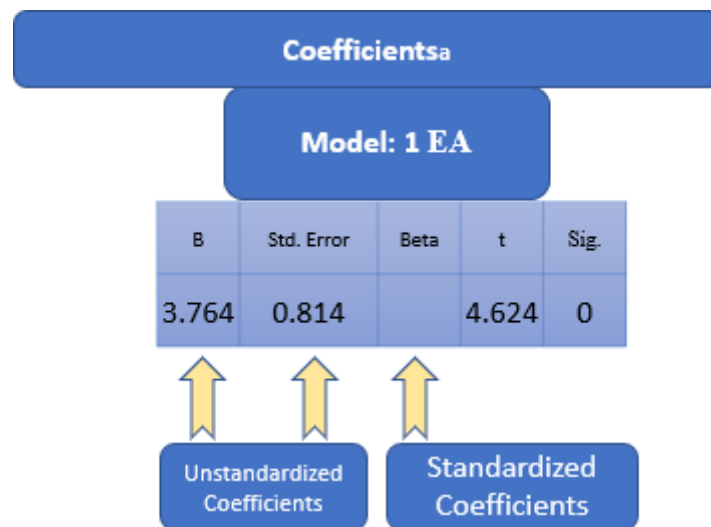 Coefficientsa
Model: 1 EA
B Std. Error Beta t Sig.
3.764 0.814 4.624 0
Unstandardized
Coefficients
Standardized
Coefficients